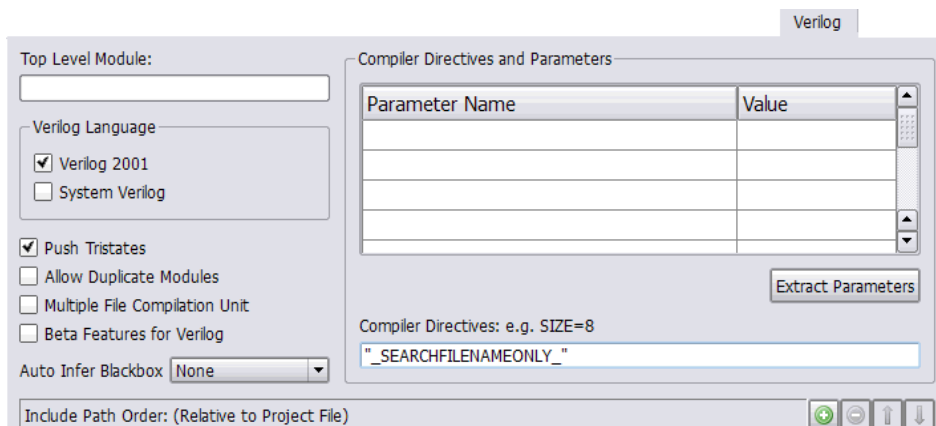 Verilog
Top Level Module:
Verilog Language
Verilog 2001
System Verilog
Push Tristates
Allow Duplicate Modules
Multiple File Compilation Unit
Beta Features for Verilog
Auto Infer Blackbox None
Compiler Directives and Parameters
Parameter Name Value
Extract Parameters
Compiler Directives: e.g. SIZE=8
"_SEARCHFILENAMEONLY_"
Include Path Order: (Relative to Project File)